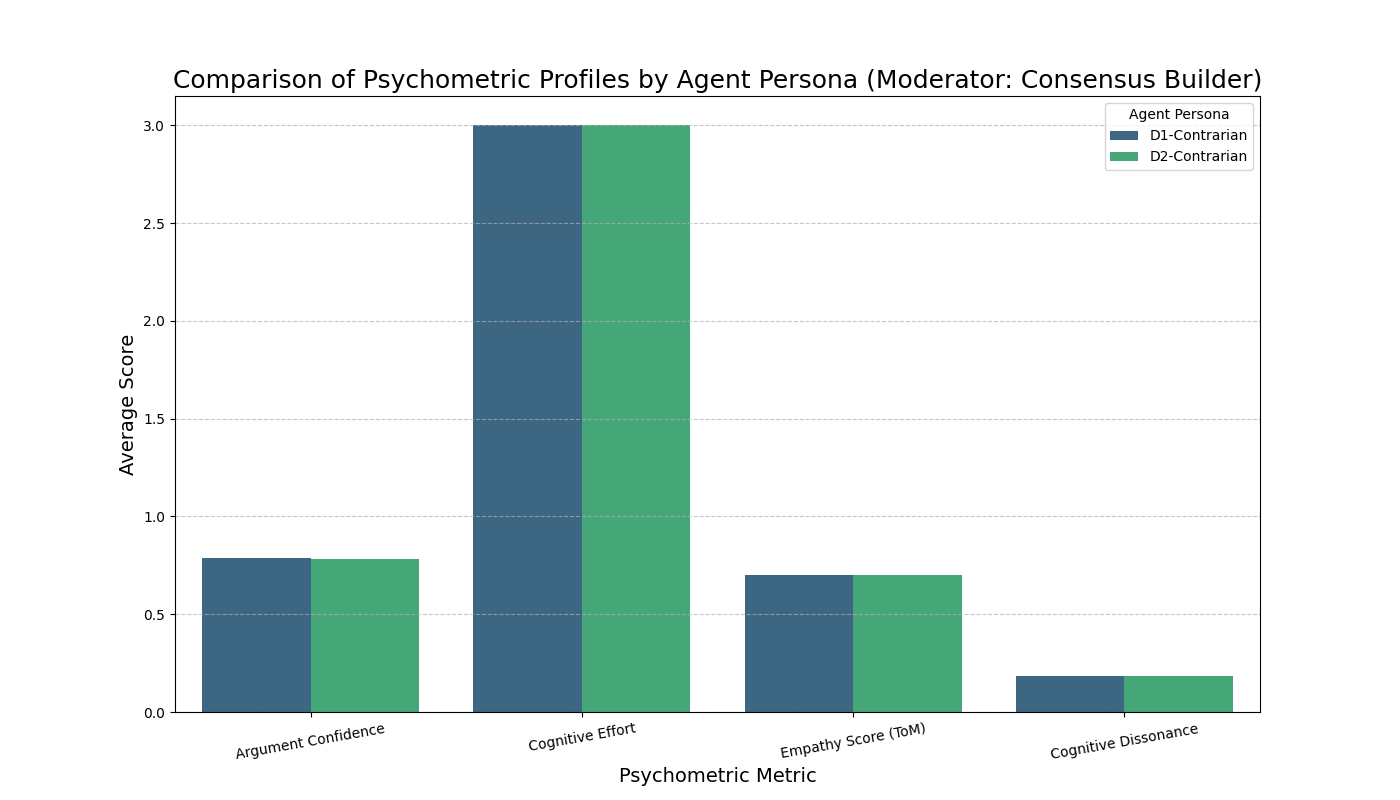 Comparison of Psychometric Profiles by Agent Persona (Moderator: Consensus Builder)
Agent Persona
D1-Contrarian
D2-Contrarian
Average Score
3.0
2.5
2.0
1.5
1.0
0.5
0.0
Argument Confidence
Cognitive Effort
Empathy Score (ToM)
Cognitive Dissonance
Psychometric Metric